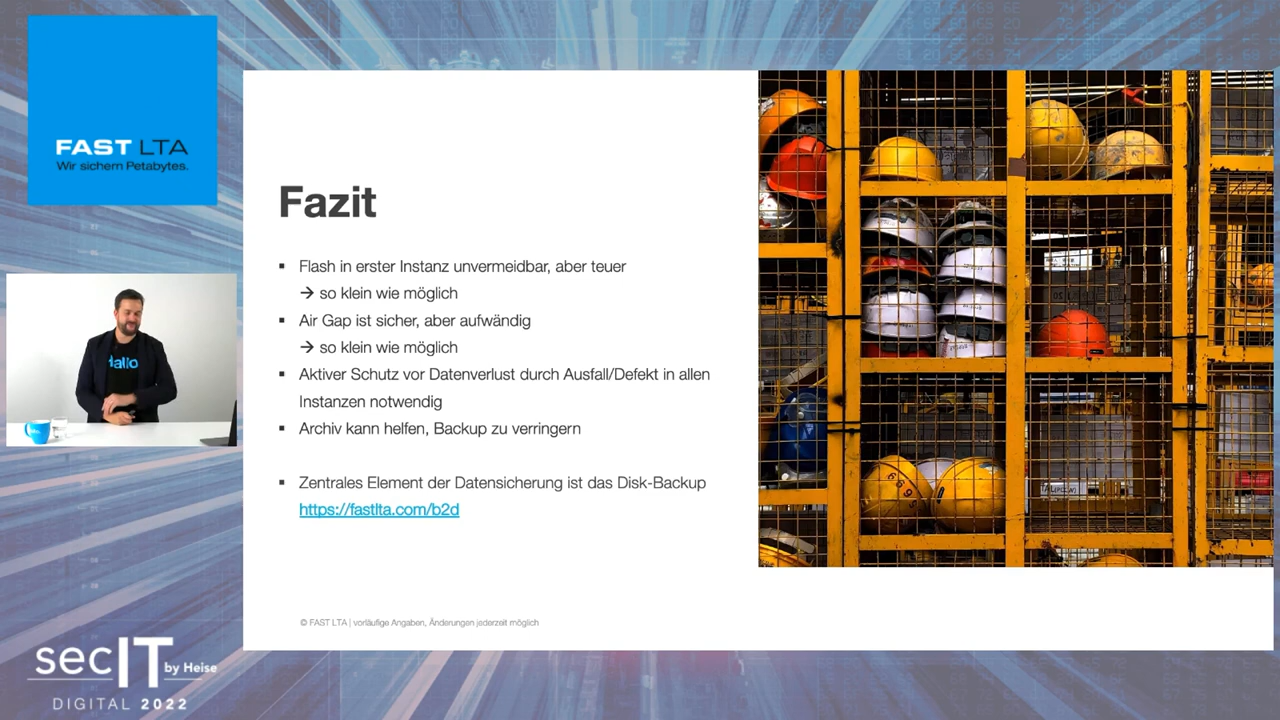 FAST LTA
Wir sichern Petabytes.
Fazit
▪ Flash in erster Instanz unvermeidbar, aber teuer
→ so klein wie möglich
▪ Air Gap ist sicher, aber aufwändig
→ so klein wie möglich
▪ Aktiver Schutz vor Datenverlust durch Ausfall/Defekt in allen
Instanzen notwendig
▪ Archiv kann helfen, Backup zu verringern
▪ Zentrales Element der Datensicherung ist das Disk-Backup
https://fastlta.com/b2d
© FAST LTA | vorläufige Angaben, Änderungen jederzeit möglich
secIT by Heise
DIGITAL 2022